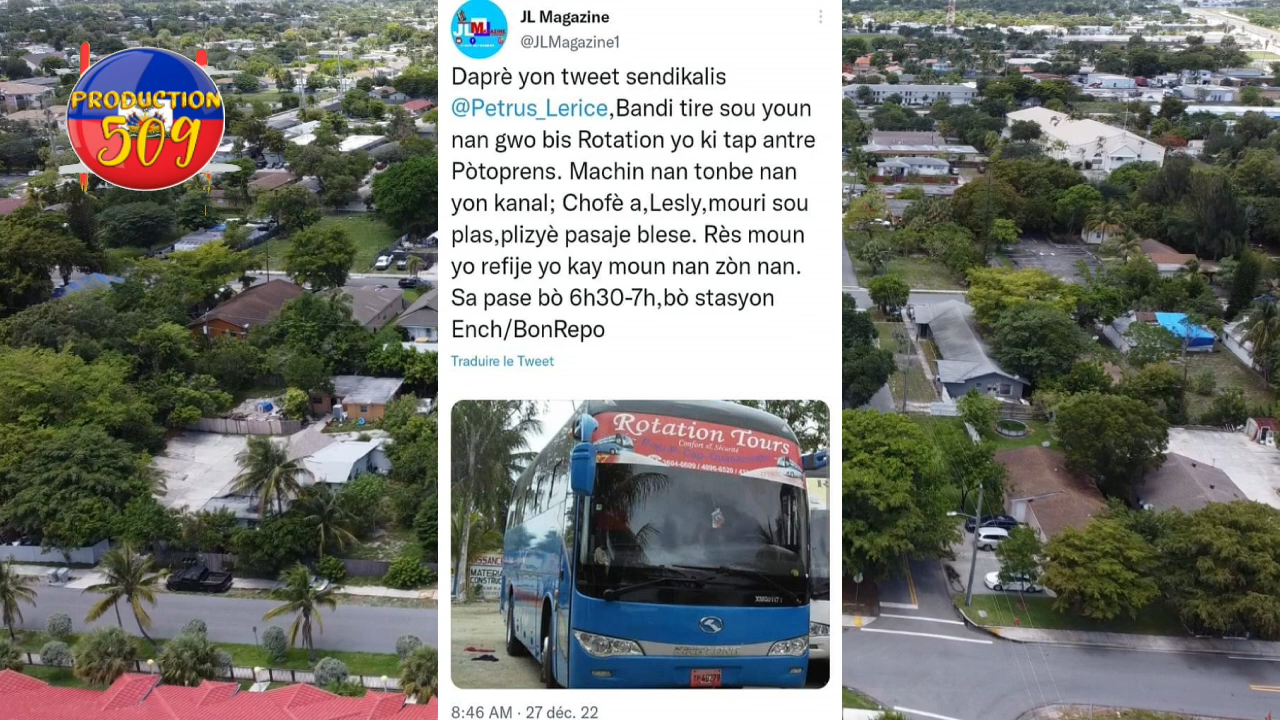 PRODUCTION
509
JL Magazine
@JLMagazine1
Daprè yon tweet sendikalis
@Petrus_Lerice,Bandi tire sou youn
nan gwo bis Rotation yo ki tap antre
Pòtoprens. Machin nan tonbe nan
yon kanal; Chofè a,Lesly,mouri sou
plas,plizyè pasaje blese. Rès moun
yo refije yo kay moun nan zòn nan.
Sa pase bò 6h30-7h,bò stasyon
Ench/BonRepo
Traduire le Tweet
Rotation Tours
Confort et Sécurité
MATERIA
CONSTRUC
8:46 AM · 27 déc. 22